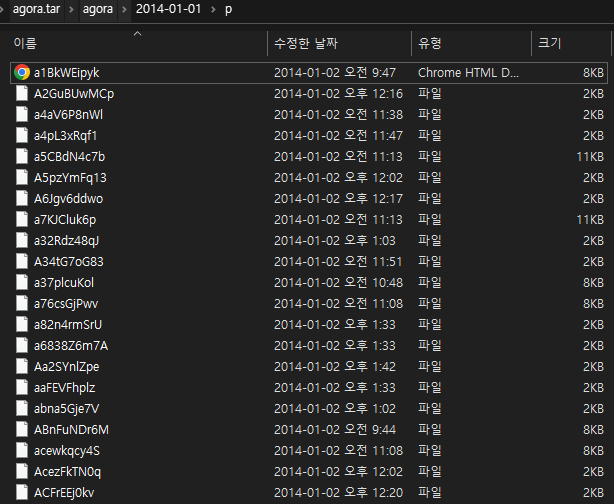 agora.tar > agora > 2014-01-01 > p
이름 수정한 날짜 유형 크기
a1BkWEipyk 2014-01-02 오전 9:47 Chrome HTML D... 8KB
A2GuBUwMCp 2014-01-02 오후 12:16 파일 2KB
a4aV6P8nWl 2014-01-02 오전 11:38 파일 2KB
a4pL3xRqf1 2014-01-02 오전 11:47 파일 2KB
a5CBdN4c7b 2014-01-02 오전 11:13 파일 11KB
A5pzYmFq13 2014-01-02 오후 12:02 파일 2KB
A6Jgv6ddwo 2014-01-02 오후 12:17 파일 2KB
a7KJCluk6p 2014-01-02 오전 11:13 파일 11KB
a32Rdz48qJ 2014-01-02 오후 1:03 파일 2KB
A34tG7oG83 2014-01-02 오전 11:51 파일 2KB
a37plcuKol 2014-01-02 오전 10:48 파일 8KB
a76csGjPwv 2014-01-02 오전 11:08 파일 8KB
a82n4rmSrU 2014-01-02 오후 1:33 파일 2KB
a6838Z6m7A 2014-01-02 오후 1:33 파일 2KB
Aa2SYnlZpe 2014-01-02 오후 1:42 파일 2KB
aaFEVFhplz 2014-01-02 오후 1:33 파일 2KB
abna5Gje7V 2014-01-02 오후 1:02 파일 2KB
ABnFuNDr6M 2014-01-02 오전 9:44 파일 8KB
acewkqcy4S 2014-01-02 오전 11:08 파일 8KB
AcezFkTN0q 2014-01-02 오후 12:02 파일 2KB
ACFrEEj0kv 2014-01-02 오후 12:20 파일 2KB